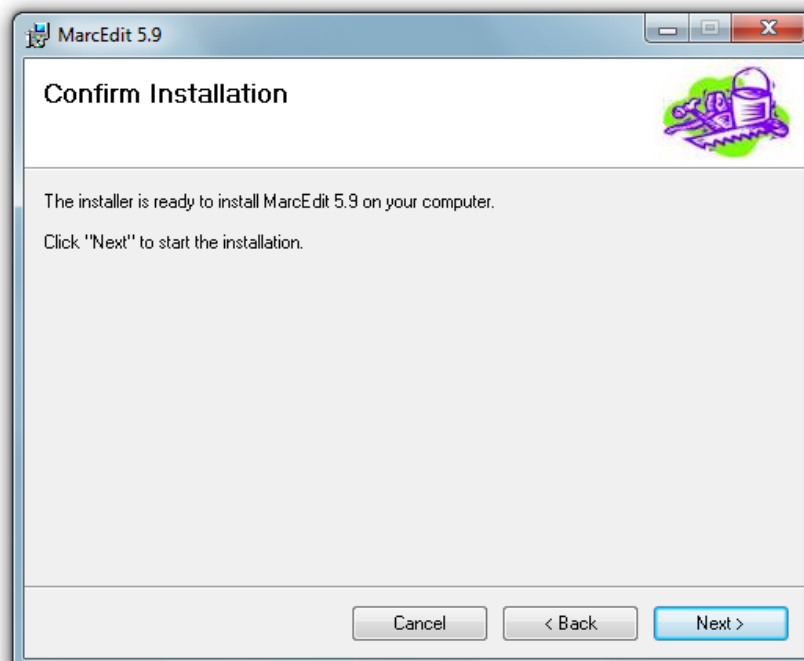 MarcEdit 5.9
Confirm Installation
The installer is ready to install MarcEdit 5.9 on your computer.
Click "Next" to start the installation.
Cancel
< Back
Next >